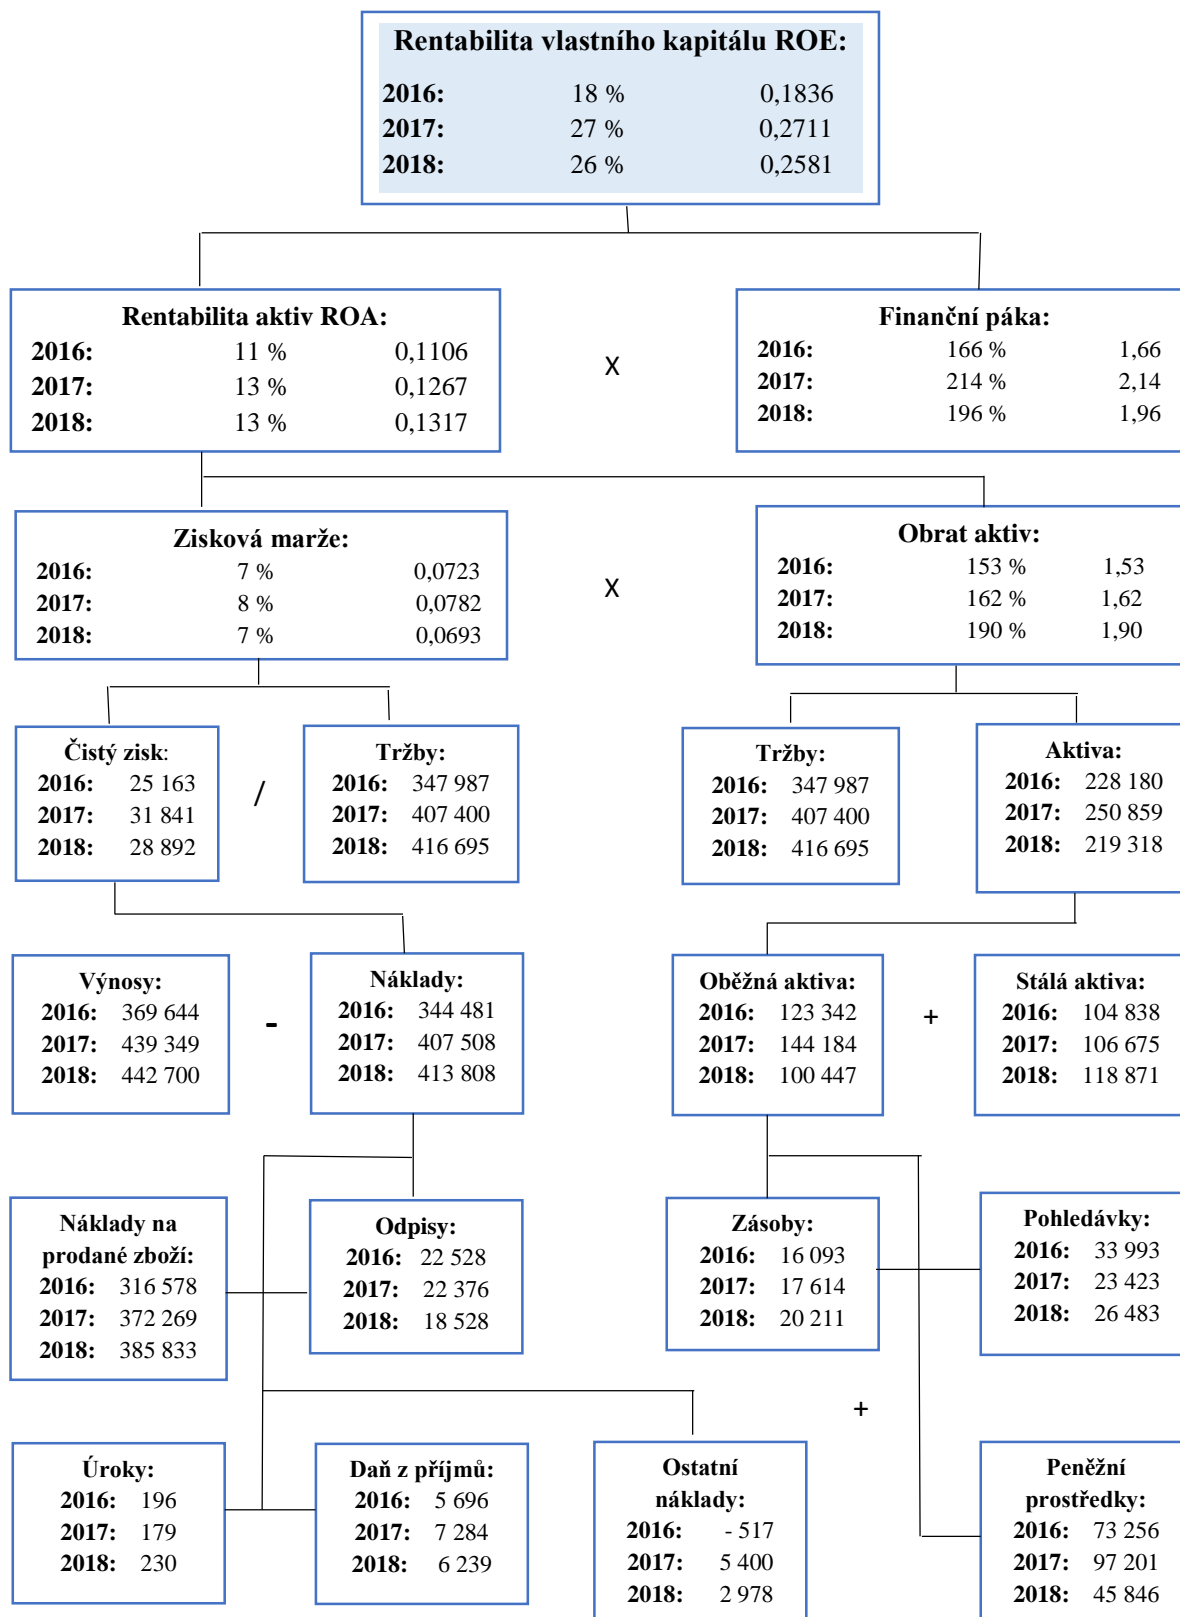 Rentabilita vlastního kapitálu ROE:
2016: 18 % 0,1836
2017: 27 % 0,2711
2018: 26 % 0,2581
Rentabilita aktiv ROA:
2016: 11 % 0,1106
2017: 13 % 0,1267
2018: 13 % 0,1317
X
Finanční páka:
2016: 166 % 1,66
2017: 214 % 2,14
2018: 196 % 1,96
Zisková marže:
2016: 7 % 0,0723
2017: 8 % 0,0782
2018: 7 % 0,0693
X
Obrat aktiv:
2016: 153 % 1,53
2017: 162 % 1,62
2018: 190 % 1,90
Čistý zisk:
2016: 25 163
2017: 31 841
2018: 28 892
/
Tržby:
2016: 347 987
2017: 407 400
2018: 416 695
Tržby:
2016: 347 987
2017: 407 400
2018: 416 695
Aktiva:
2016: 228 180
2017: 250 859
2018: 219 318
Výnosy:
2016: 369 644
2017: 439 349
2018: 442 700
-
Náklady:
2016: 344 481
2017: 407 508
2018: 413 808
Oběžná aktiva:
2016: 123 342
2017: 144 184
2018: 100 447
+
Stálá aktiva:
2016: 104 838
2017: 106 675
2018: 118 871
Náklady na
prodané zboží:
2016: 316 578
2017: 372 269
2018: 385 833
Odpisy:
2016: 22 528
2017: 22 376
2018: 18 528
Zásoby:
2016: 16 093
2017: 17 614
2018: 20 211
Pohledávky:
2016: 33 993
2017: 23 423
2018: 26 483
+
Úroky:
2016: 196
2017: 179
2018: 230
Daň z příjmů:
2016: 5 696
2017: 7 284
2018: 6 239
Ostatní
náklady:
2016: - 517
2017: 5 400
2018: 2 978
Peněžní
prostředky:
2016: 73 256
2017: 97 201
2018: 45 846